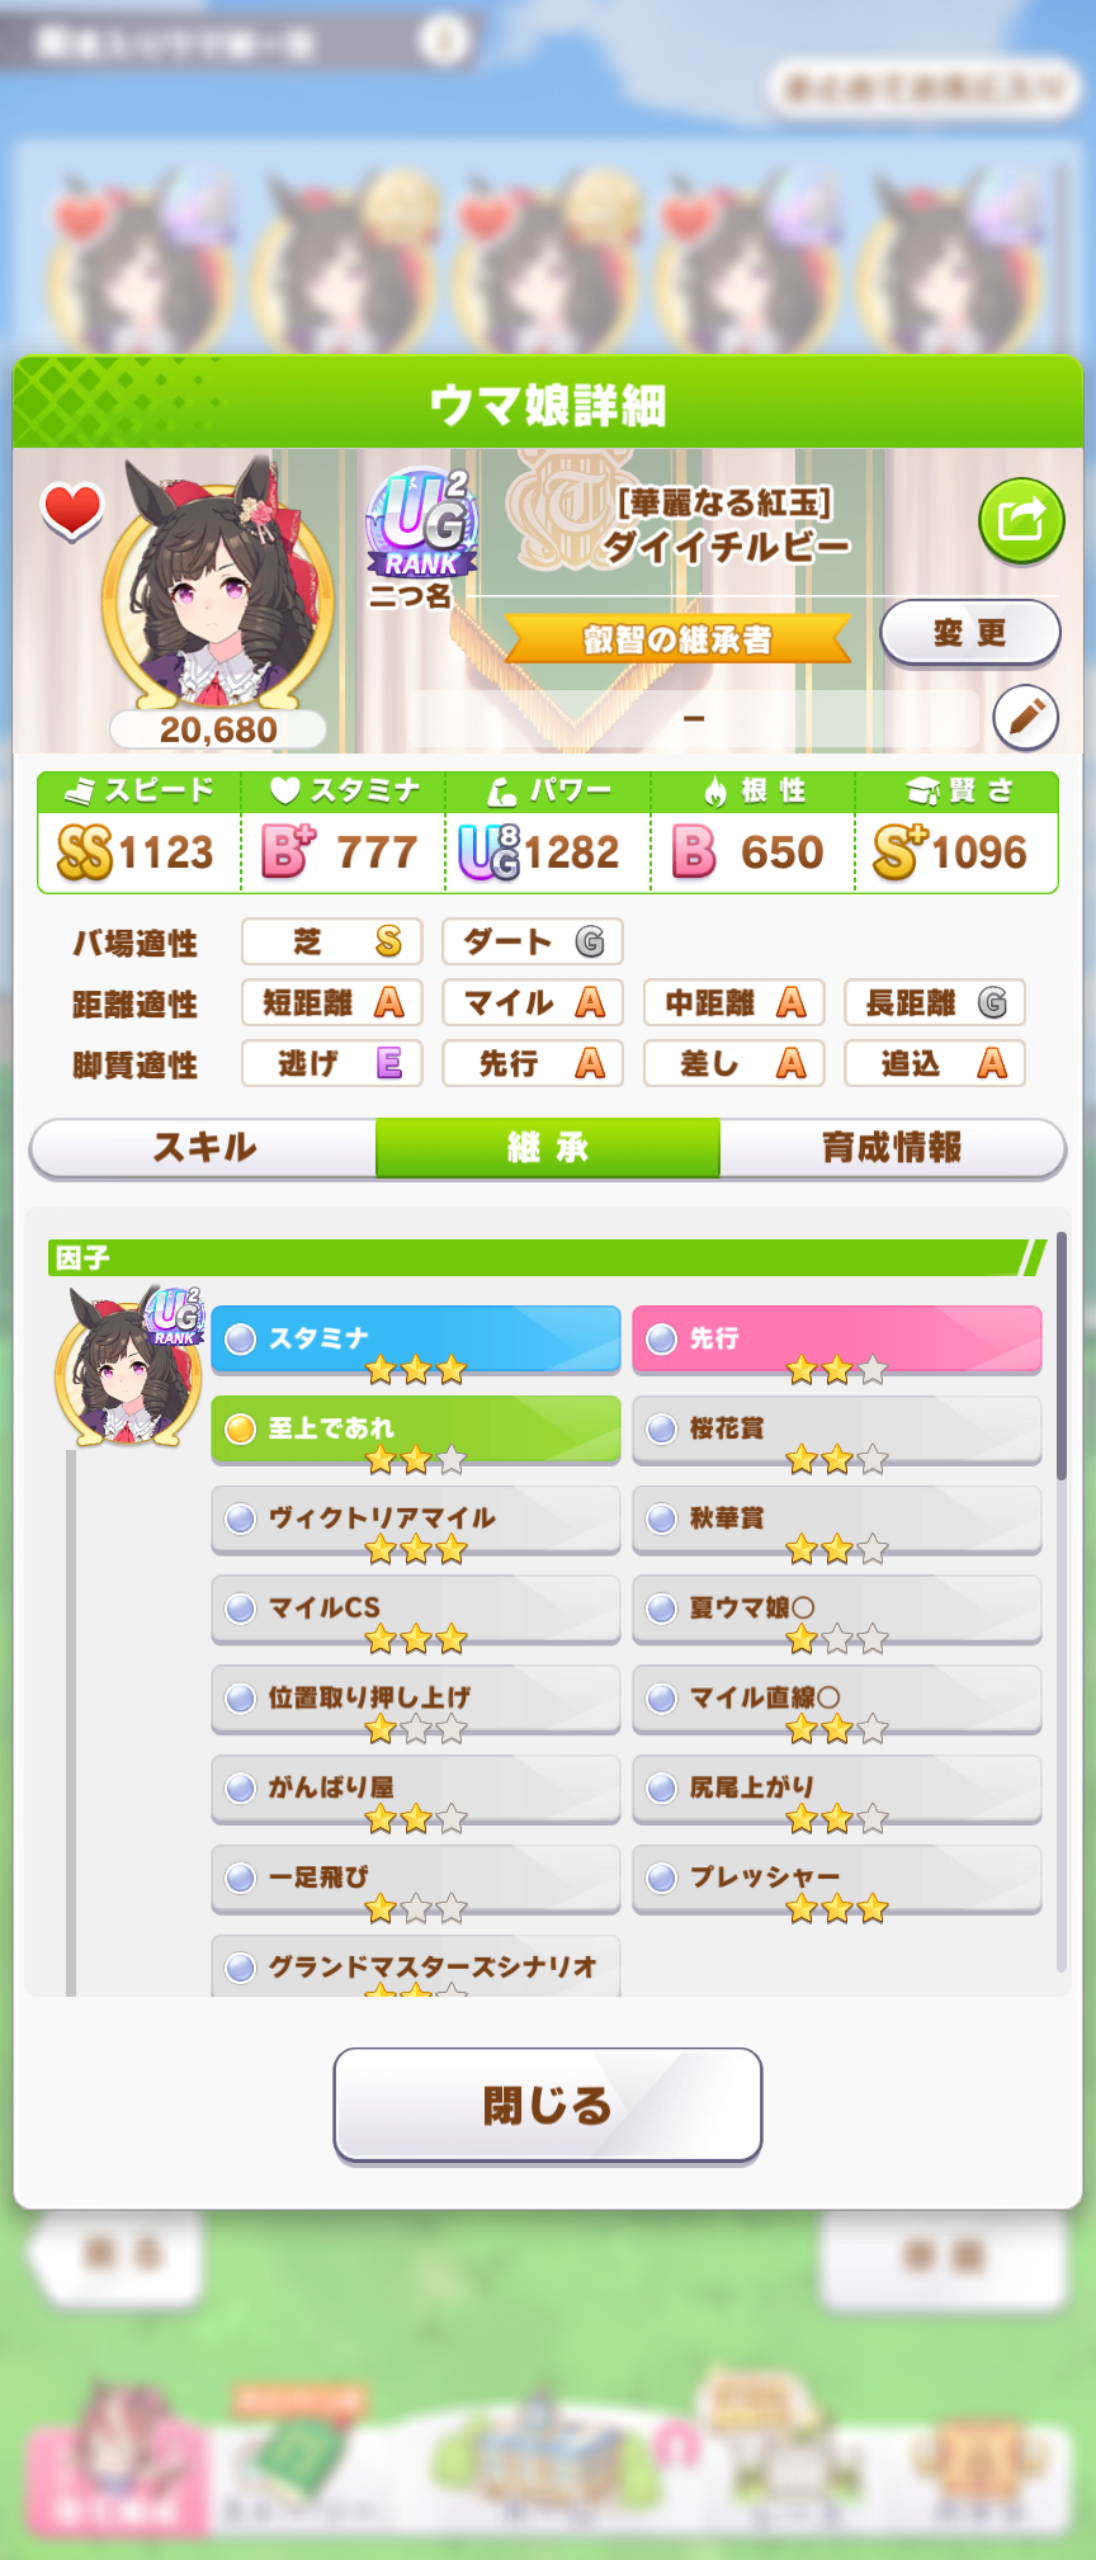 ウマ娘詳細
UG2
RANK
二つ名
[華麗なる紅玉]
ダイイチルビー
叡智の継承者
変更
20,680
-
スピード スタミナ パワー 根性 賢さ
SS 1123 B+ 777 UG8 1282 B 650 S+ 1096
バ場適性 芝 S ダート G
距離適性 短距離 A マイル A 中距離 A 長距離 G
脚質適性 逃げ E 先行 A 差し A 追込 A
スキル 継承 育成情報
因子
UG2
RANK
スタミナ 先行
至上であれ 桜花賞
ヴィクトリアマイル 秋華賞
マイルCS 夏ウマ娘○
位置取り押し上げ マイル直線○
がんばり屋 尻尾上がり
一足飛び プレッシャー
グランドマスターズシナリオ
閉じる